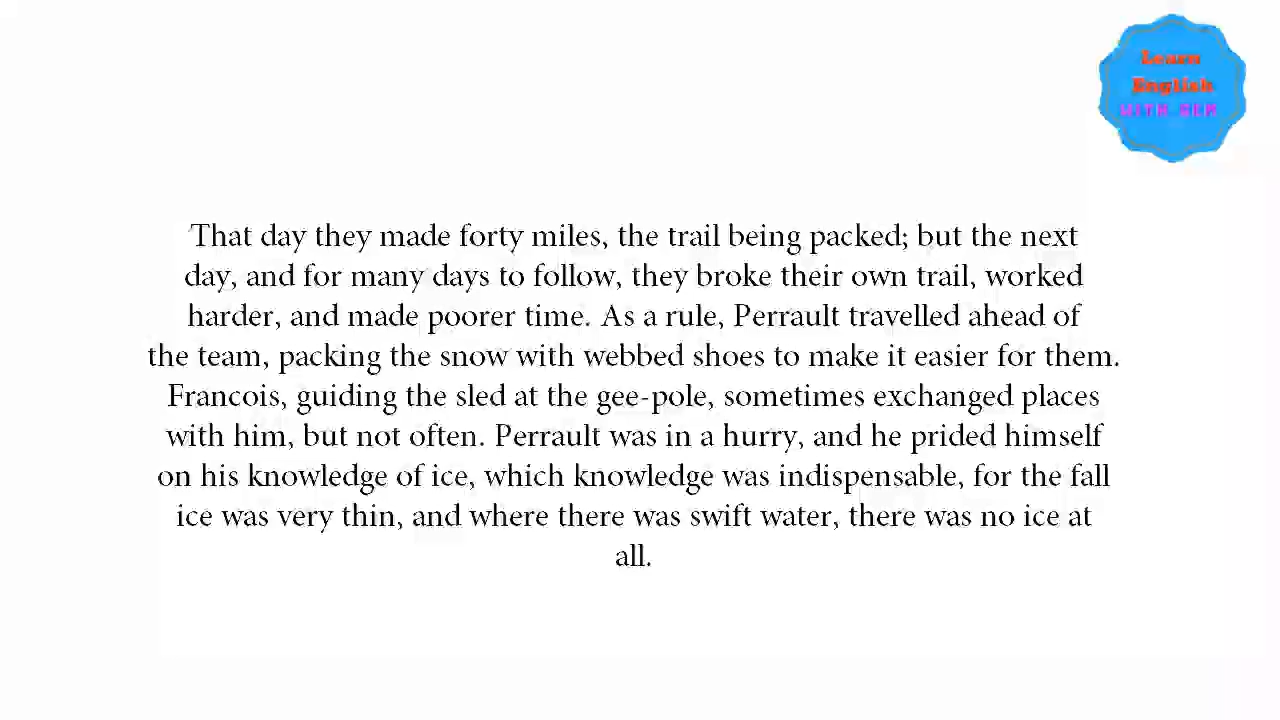 Learn
English
WITH GEM
That day they made forty miles, the trail being packed; but the next
day, and for many days to follow, they broke their own trail, worked
harder, and made poorer time. As a rule, Perrault travelled ahead of
the team, packing the snow with webbed shoes to make it easier for them.
Francois, guiding the sled at the gee-pole, sometimes exchanged places
with him, but not often. Perrault was in a hurry, and he prided himself
on his knowledge of ice, which knowledge was indispensable, for the fall
ice was very thin, and where there was swift water, there was no ice at
all.